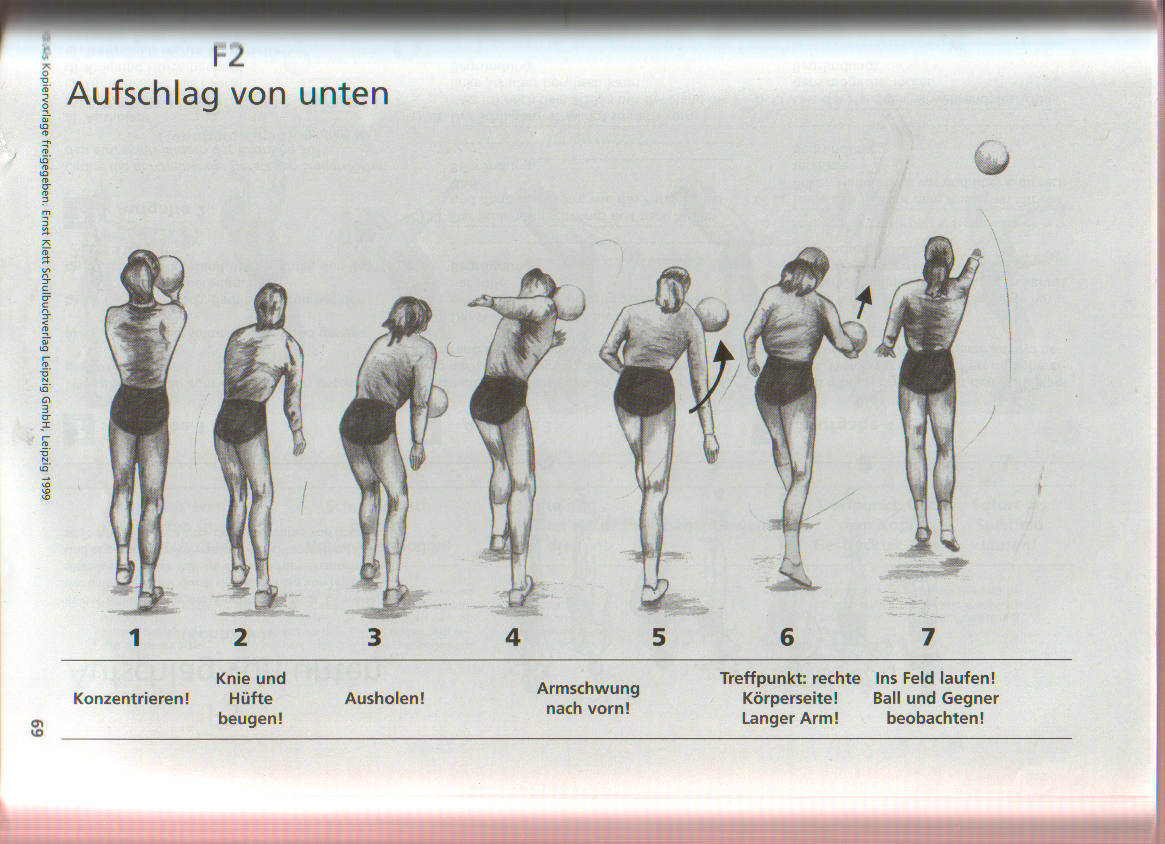 F2
Aufschlag von unten
als Kopiervorlage freigegeben. Ernst Klett Schulbuchverlag Leipzig GmbH, Leipzig 1999
1 2 3 4 5 6 7
Konzentrieren!
Knie und
Hüfte
beugen!
Ausholen!
Armschwung
nach vorn!
Treffpunkt: rechte
Körperseite!
Langer Arm!
Ins Feld laufen!
Ball und Gegner
beobachten!
69